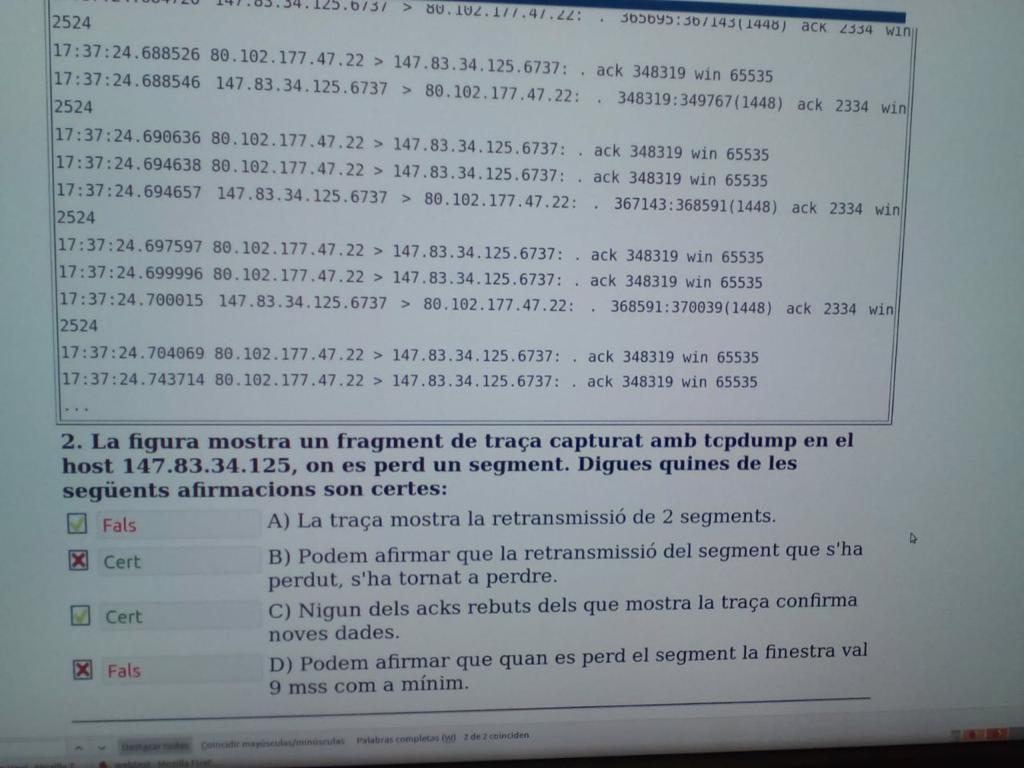 147.83.34.125.6737 > 80.102.177.47.22: . 365695:367143(1448) ack 2334 win
2524
17:37:24.688526 80.102.177.47.22 > 147.83.34.125.6737: . ack 348319 win 65535
17:37:24.688546 147.83.34.125.6737 > 80.102.177.47.22: . 348319:349767(1448) ack 2334 win
2524
17:37:24.690636 80.102.177.47.22 > 147.83.34.125.6737: . ack 348319 win 65535
17:37:24.694638 80.102.177.47.22 > 147.83.34.125.6737: . ack 348319 win 65535
17:37:24.694657 147.83.34.125.6737 > 80.102.177.47.22: . 367143:368591(1448) ack 2334 win
2524
17:37:24.697597 80.102.177.47.22 > 147.83.34.125.6737: . ack 348319 win 65535
17:37:24.699996 80.102.177.47.22 > 147.83.34.125.6737: . ack 348319 win 65535
17:37:24.700015 147.83.34.125.6737 > 80.102.177.47.22: . 368591:370039(1448) ack 2334 win
2524
17:37:24.704069 80.102.177.47.22 > 147.83.34.125.6737: . ack 348319 win 65535
17:37:24.743714 80.102.177.47.22 > 147.83.34.125.6737: . ack 348319 win 65535
...
2. La figura mostra un fragment de traça capturat amb tcpdump en el
host 147.83.34.125, on es perd un segment. Digues quines de les
següents afirmacions son certes:
Fals A) La traça mostra la retransmissió de 2 segments.
Cert B) Podem afirmar que la retransmissió del segment que s'ha
perdut, s'ha tornat a perdre.
Cert C) Nigun dels acks rebuts dels que mostra la traça confirma
noves dades.
Fals D) Podem afirmar que quan es perd el segment la finestra val
9 mss com a mínim.
Destacar todas Coincidir mayúsculas/minúsculas Palabras completas (W) 2 de 2 coinciden